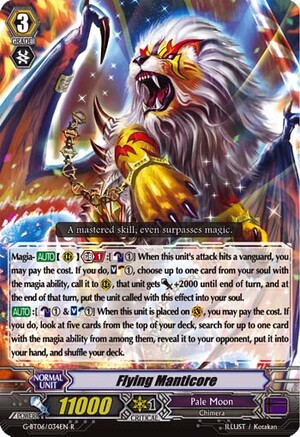 3
GRADE
A mastered skill, even surpasses magic.
Magia- AUTO [ ] [CB 1] : When this unit's attack hits a vanguard, you
may pay the cost. If you do, 1, choose up to one card from your soul with
the magia ability, call it to , that unit gets +2000 until end of turn, and at
the end of that turn, put the unit called with this effect into your soul.
AUTO :[ 1 & 1] When this unit is placed on , you may pay the cost. If
you do, look at five cards from the top of your deck, search for up to one card
with the magia ability from among them, reveal it to your opponent, put it into
your hand, and shuffle your deck.
NORMAL UNIT
Flying Manticore
POWER 11000
1
CRITICAL
Pale Moon
Chimera
G-BT06/034EN R
ILLUST / Kotakan